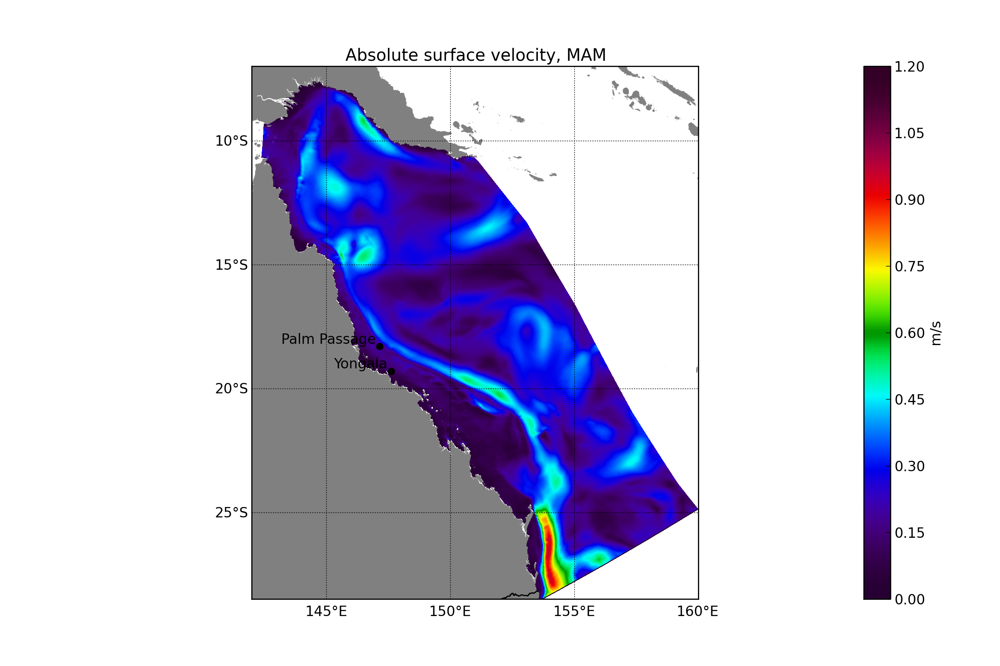 Absolute surface velocity, MAM
10°S
15°S
20°S
25°S
145°E
150°E
155°E
160°E
Palm Passage
Yongala
1.20
1.05
0.90
0.75
0.60
0.45
0.30
0.15
0.00
m/s